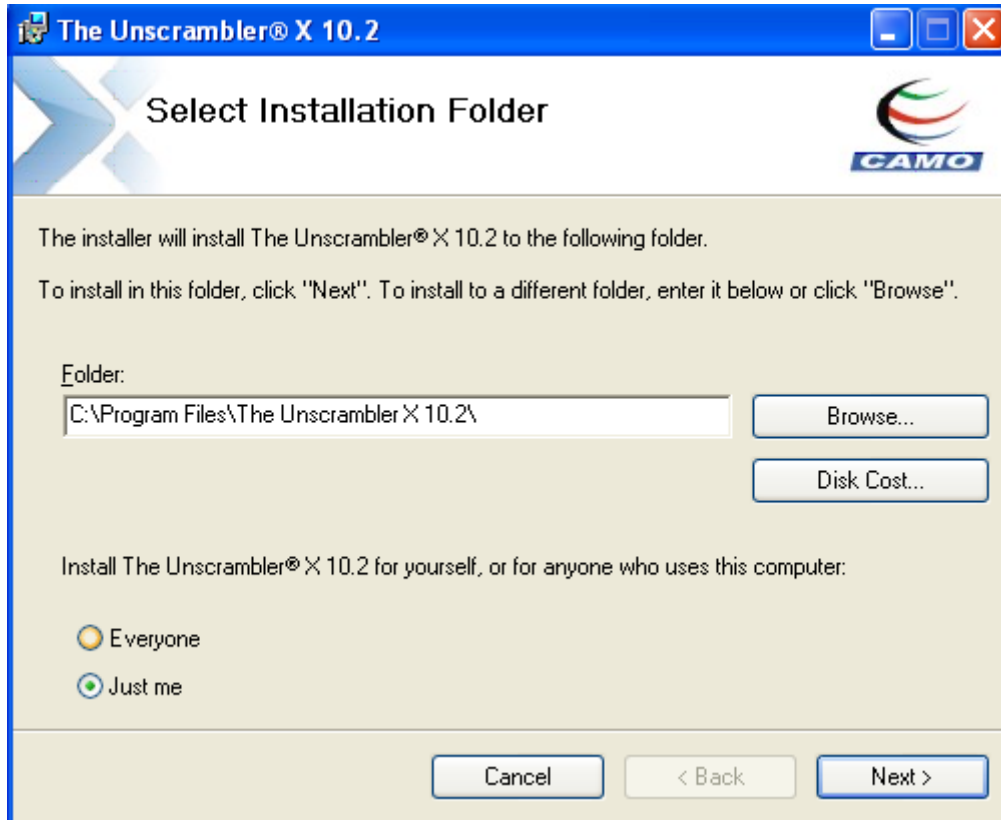 The Unscrambler® X 10.2
Select Installation Folder
CAMO
The installer will install The Unscrambler® X 10.2 to the following folder.
To install in this folder, click "Next". To install to a different folder, enter it below or click "Browse".
Folder:
C:\Program Files\The Unscrambler X 10.2\
Browse...
Disk Cost...
Install The Unscrambler® X 10.2 for yourself, or for anyone who uses this computer:
Everyone
Just me
Cancel
< Back
Next >